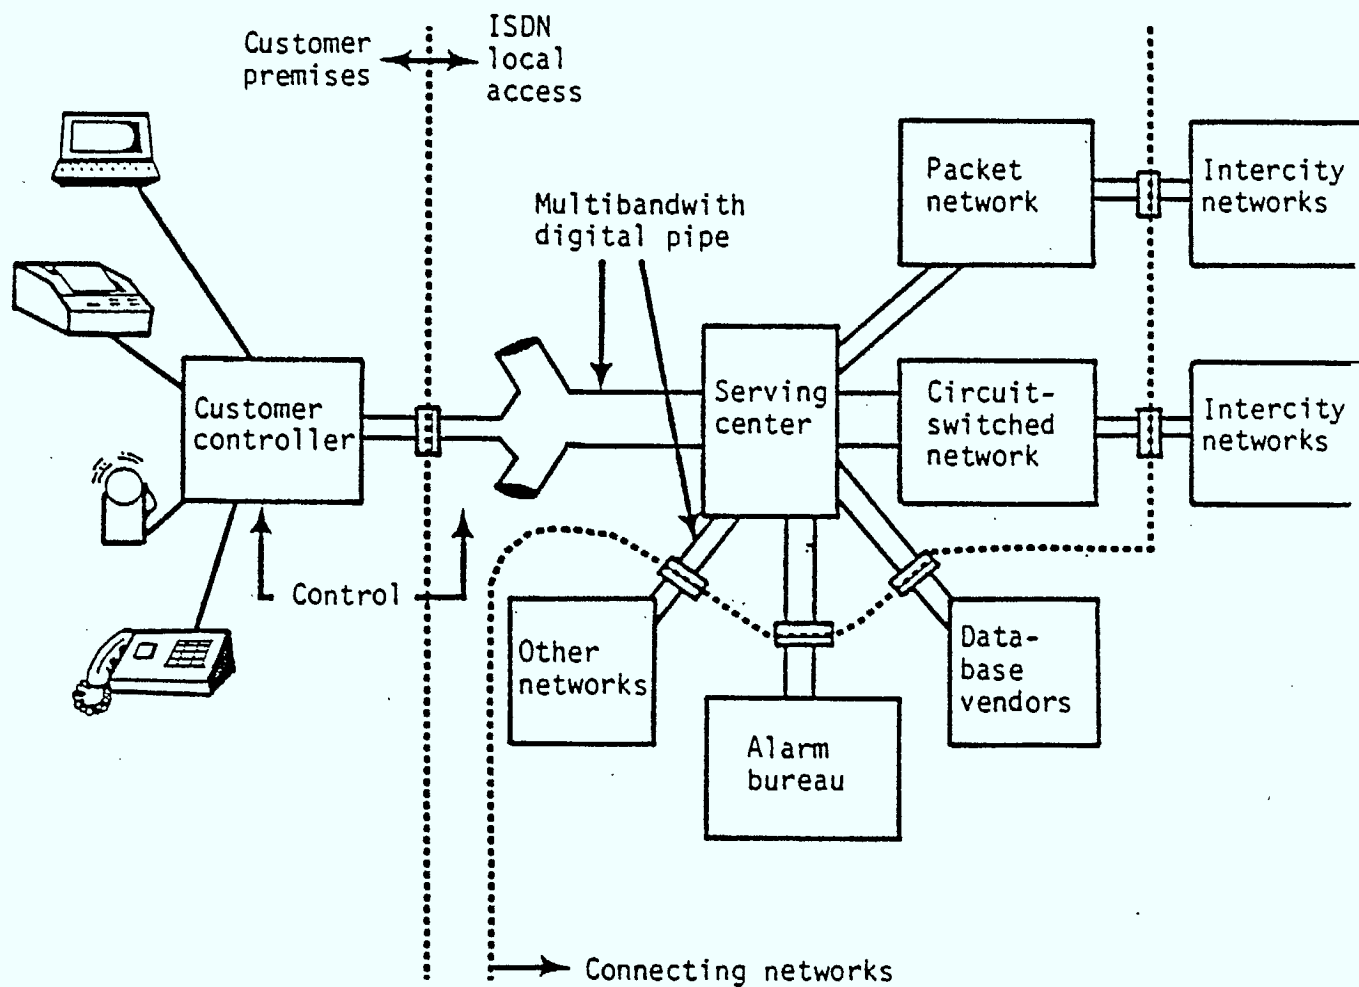 Customer
premises
ISDN
local
access
Multibandwith
digital pipe
Packet
network
Intercity
networks
Customer
controller
Serving
center
Circuit-
switched
network
Intercity
networks
Control
Other
networks
Alarm
bureau
Data-
base
vendors
Connecting networks